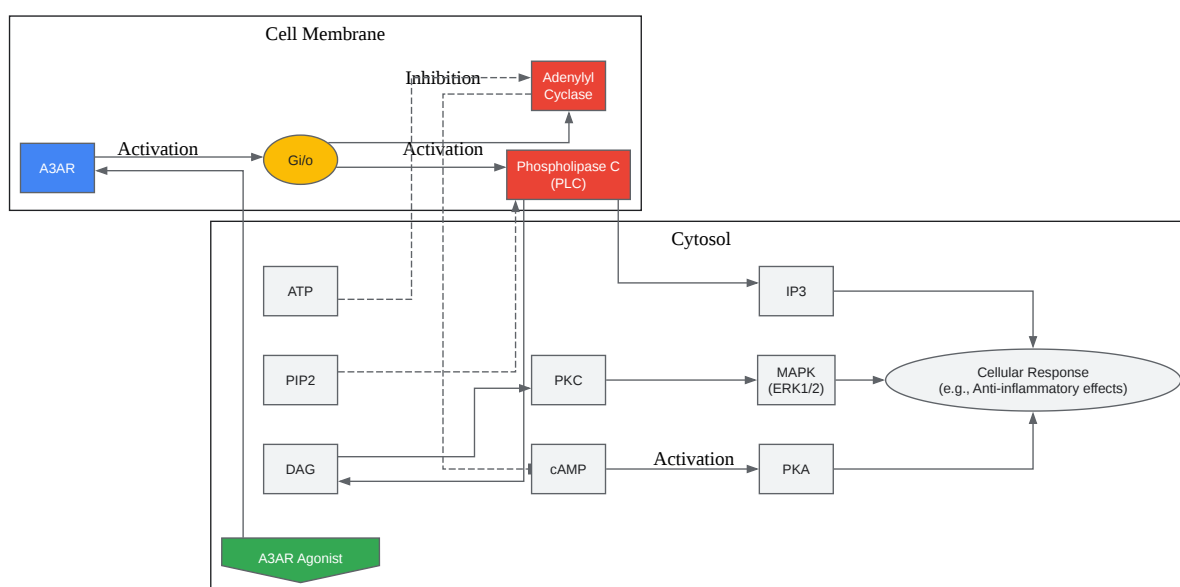 Cell Membrane
Inhibition
Adenylyl
Cyclase
Activation
Activation
A3AR
Gi/o
Phospholipase C
(PLC)
Cytosol
ATP
IP3
PIP2
PKC
MAPK
(ERK1/2)
Cellular Response
(e.g., Anti-inflammatory effects)
DAG
cAMP
Activation
PKA
A3AR Agonist